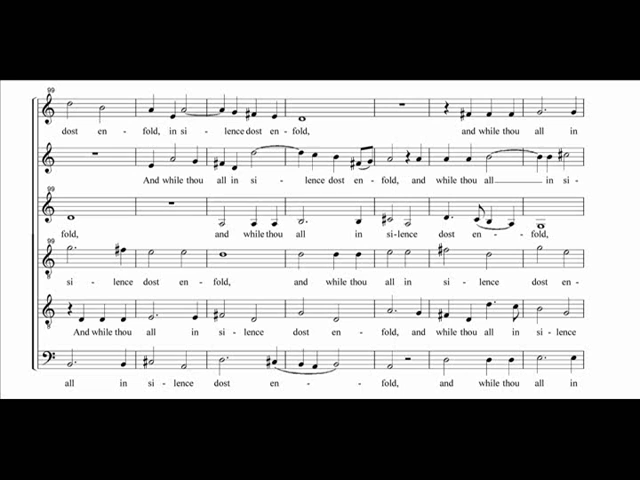 99
dost en- fold, in si- lence dost en- fold, and while thou all in
And while thou all in si- lence dost en- fold, and while thou all in si-
99
fold, and while thou all in si- lence dost en- fold,
99
si- lence dost en- fold, and while thou all in silence dost en-
And while thou all in si- lence dost en- fold, and while thou all in silence
all in si- lence dost en- fold, and while thou all in